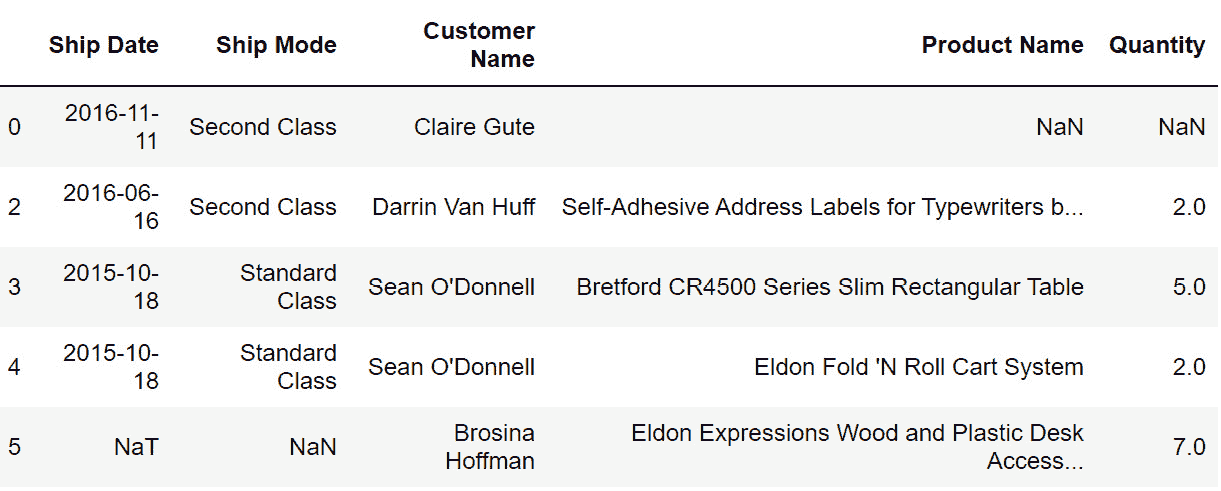 Ship Date Ship Mode Customer Name Product Name Quantity
0 2016-11-11 Second Class Claire Gute NaN NaN
2 2016-06-16 Second Class Darrin Van Huff Self-Adhesive Address Labels for Typewriters b... 2.0
3 2015-10-18 Standard Class Sean O'Donnell Bretford CR4500 Series Slim Rectangular Table 5.0
4 2015-10-18 Standard Class Sean O'Donnell Eldon Fold 'N Roll Cart System 2.0
5 NaT NaN Brosina Hoffman Eldon Expressions Wood and Plastic Desk Access... 7.0